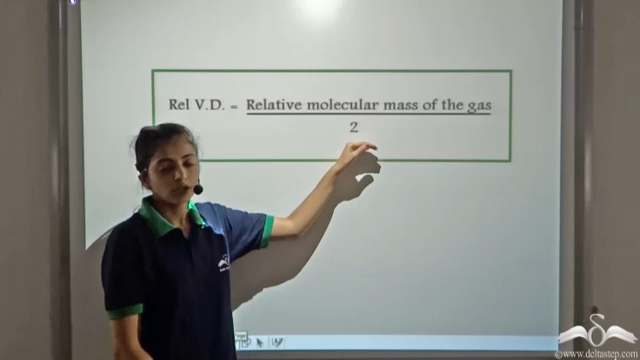 Rel V.D. = Relative molecular mass of the gas
2
©www.deltastep.com